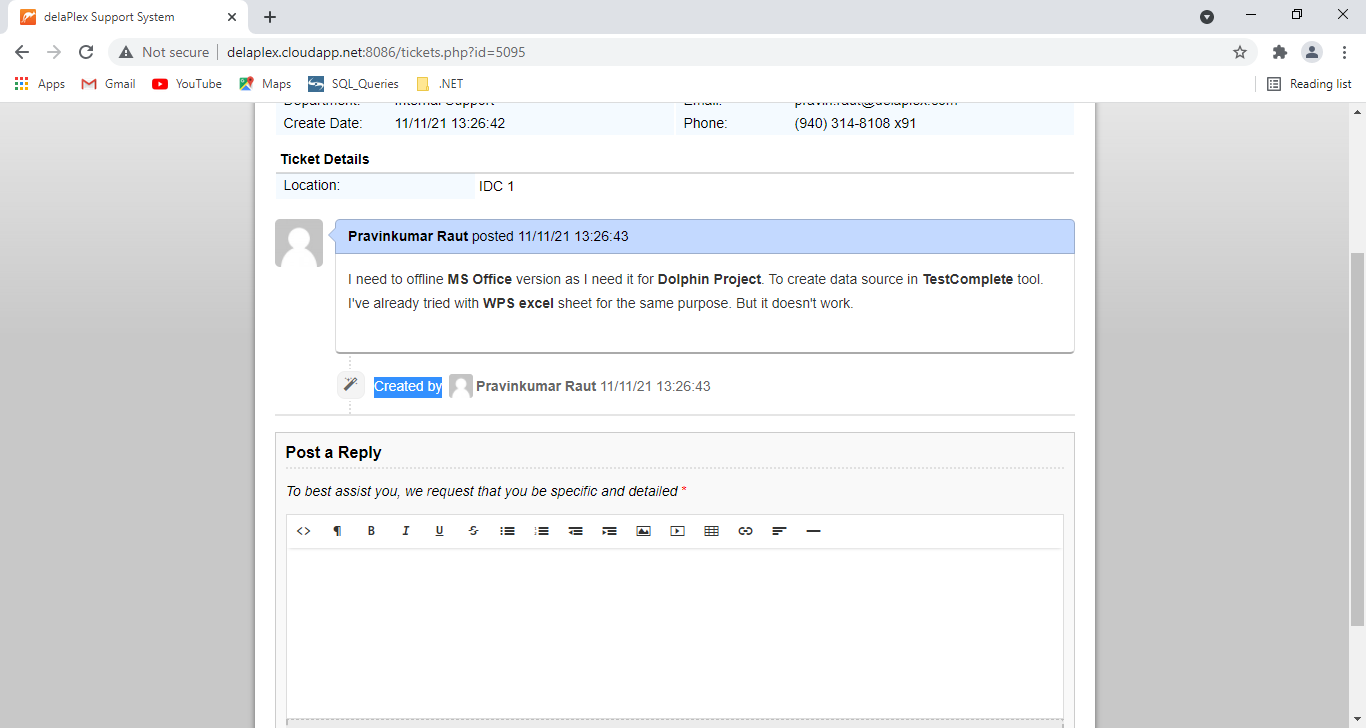 delaPlex Support System
Not secure delaplex.cloudapp.net:8086/tickets.php?id=5095
Apps Gmail YouTube Maps SQL_Queries .NET Reading list
Department: Internal Support Email: pravin.raut@delaplex.com
Create Date: 11/11/21 13:26:42 Phone: (940) 314-8108 x91
Ticket Details
Location: IDC 1
Pravinkumar Raut posted 11/11/21 13:26:43
I need to offline MS Office version as I need it for Dolphin Project. To create data source in TestComplete tool.
I've already tried with WPS excel sheet for the same purpose. But it doesn't work.
Created by Pravinkumar Raut 11/11/21 13:26:43
Post a Reply
To best assist you, we request that you be specific and detailed *